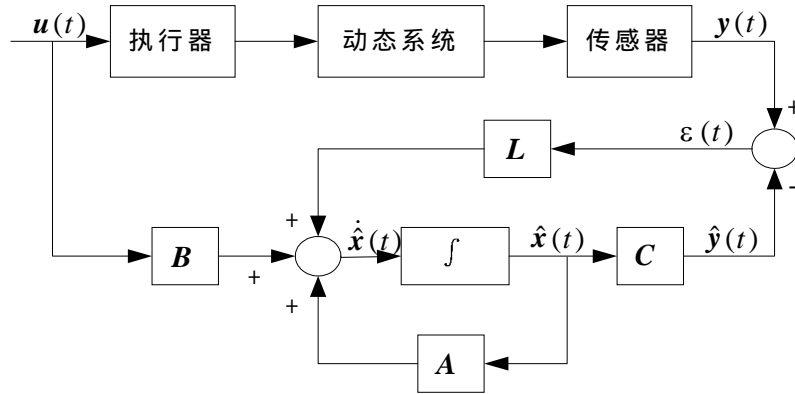 u(t)
执行器
动态系统
传感器
y(t)
+
ε(t)
L
−
+
B
+
ẋ̂(t)
∫
x̂(t)
C
ŷ(t)
+
A